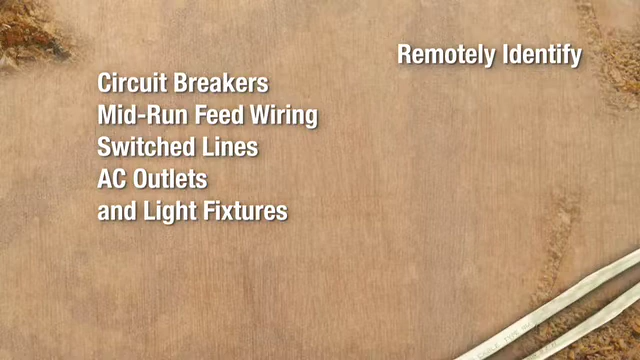 Remotely Identify
Circuit Breakers
Mid-Run Feed Wiring
Switched Lines
AC Outlets
and Light Fixtures